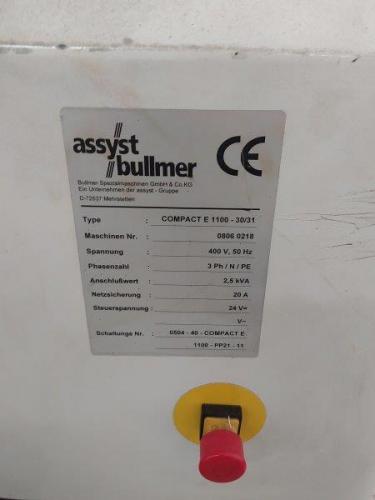 assyst
bullmer
CE
Bullmer Spezialmaschinen GmbH & Co.KG
Ein Unternehmen der assyst - Gruppe
D-72537 Mehrstetten
Type : COMPACT E 1100 - 30/31
Maschinen Nr. : 0806 0218
Spannung : 400 V, 50 Hz
Phasenzahl : 3 Ph / N / PE
Anschlußwert : 2,5 kVA
Netzsicherung : 20 A
Steuerspannung : 24 V=
V~
Schaltungs Nr. : 0504 - 40 - COMPACT E
1100 - PP21 - 11